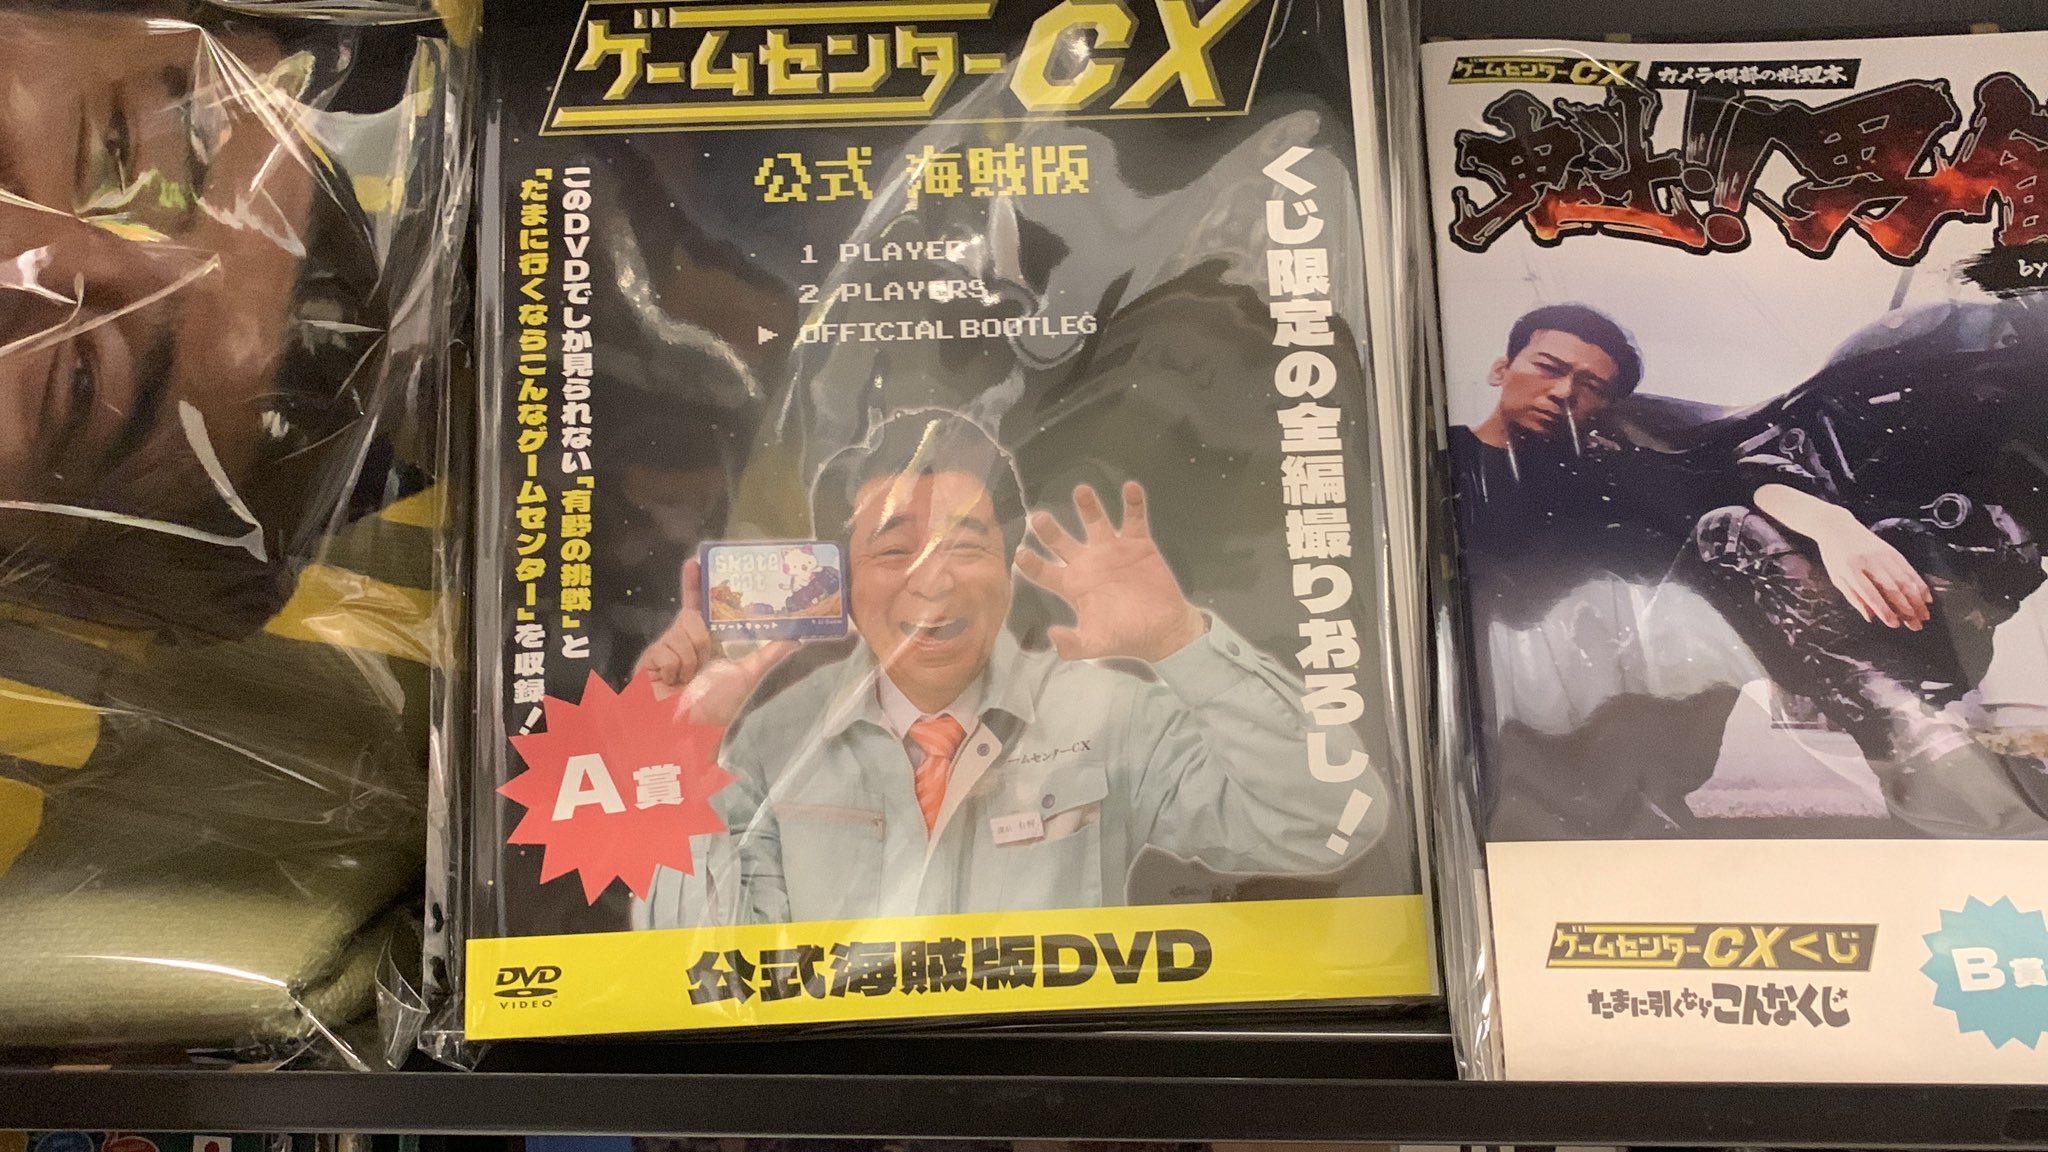 ゲームセンターCX
公式 海賊版
1 PLAYER
2 PLAYERS
▶ OFFICIAL BOOTLEG
くじ限定の全編撮りおろし!
このDVDでしか見られない「有野の挑戦」と
「たまに行くならこんなゲームセンター」を収録!
Skate
cat
スケートキャット
A賞
ームセンターCX
公式海賊版DVD
DVD
VIDEO
ゲームセンターCX カメラ阿部の料理本
魁!!男
by
ゲームセンターCXくじ
たまに引くならこんなくじ
B賞